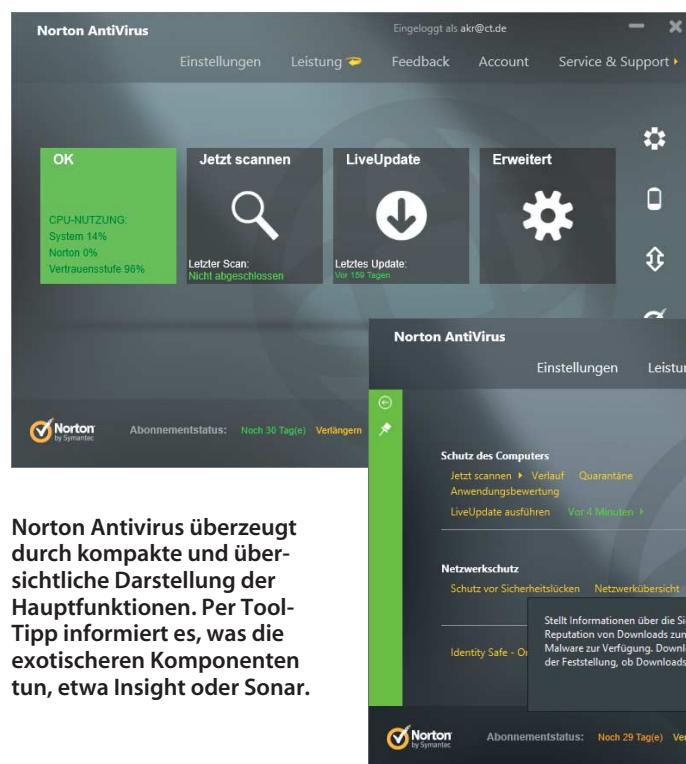 Norton AntiVirus
Eingeloggt als akr@ct.de
Einstellungen Leistung Feedback Account Service & Support
OK
CPU-NUTZUNG:
System 14%
Norton 0%
Vertrauensstufe 96%
Jetzt scannen
Letzter Scan:
Nicht abgeschlossen
LiveUpdate
Letztes Update:
Vor 159 Tagen
Erweitert
Norton
by Symantec
Abonnementstatus: Noch 30 Tag(e) Verlängern
Norton AntiVirus
Einstellungen
Schutz des Computers
Jetzt scannen Verlauf Quarantäne
Anwendungsbewertung
LiveUpdate ausführen Vor 4 Minuten
Netzwerkschutz
Schutz vor Sicherheitslücken Netzwerkübersicht
Identity Safe -
Stellt Informationen über die
Reputation von Downloads
Malware zur Verfügung.
der Feststellung, ob Downloads
Norton
by Symantec
Abonnementstatus: Noch 29 Tag(e)
Norton Antivirus überzeugt
durch kompakte und über-
sichtliche Darstellung der
Hauptfunktionen. Per Tool-
Tipp informiert es, was die
exotischeren Komponenten
tun, etwa Insight oder Sonar.